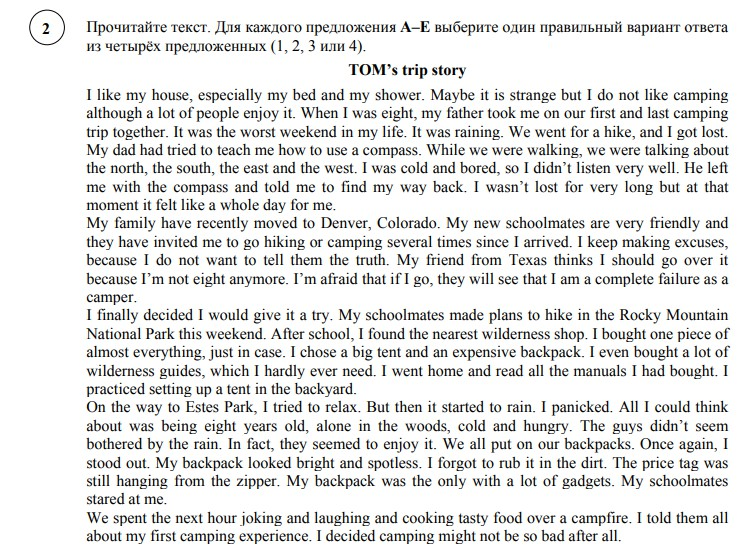 2
Прочитайте текст. Для каждого предложения A–E выберите один правильный вариант ответа
из четырёх предложенных (1, 2, 3 или 4).
TOM’s trip story
I like my house, especially my bed and my shower. Maybe it is strange but I do not like camping
although a lot of people enjoy it. When I was eight, my father took me on our first and last camping
trip together. It was the worst weekend in my life. It was raining. We went for a hike, and I got lost.
My dad had tried to teach me how to use a compass. While we were walking, we were talking about
the north, the south, the east and the west. I was cold and bored, so I didn’t listen very well. He left
me with the compass and told me to find my way back. I wasn’t lost for very long but at that
moment it felt like a whole day for me.
My family have recently moved to Denver, Colorado. My new schoolmates are very friendly and
they have invited me to go hiking or camping several times since I arrived. I keep making excuses,
because I do not want to tell them the truth. My friend from Texas thinks I should go over it
because I’m not eight anymore. I’m afraid that if I go, they will see that I am a complete failure as a
camper.
I finally decided I would give it a try. My schoolmates made plans to hike in the Rocky Mountain
National Park this weekend. After school, I found the nearest wilderness shop. I bought one piece of
almost everything, just in case. I chose a big tent and an expensive backpack. I even bought a lot of
wilderness guides, which I hardly ever need. I went home and read all the manuals I had bought. I
practiced setting up a tent in the backyard.
On the way to Estes Park, I tried to relax. But then it started to rain. I panicked. All I could think
about was being eight years old, alone in the woods, cold and hungry. The guys didn’t seem
bothered by the rain. In fact, they seemed to enjoy it. We all put on our backpacks. Once again, I
stood out. My backpack looked bright and spotless. I forgot to rub it in the dirt. The price tag was
still hanging from the zipper. My backpack was the only with a lot of gadgets. My schoolmates
stared at me.
We spent the next hour joking and laughing and cooking tasty food over a campfire. I told them all
about my first camping experience. I decided camping might not be so bad after all.